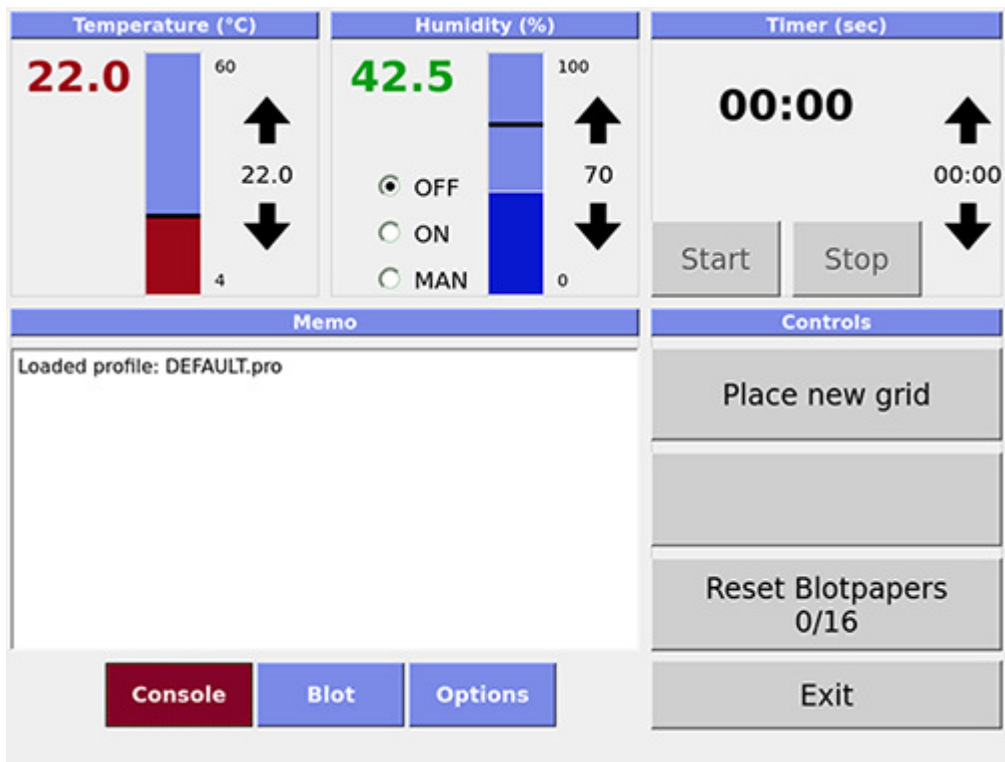 Temperature (°C)
22.0
60
22.0
4
Humidity (%)
42.5
100
OFF
70
ON
MAN
0
Timer (sec)
00:00
00:00
Start
Stop
Memo
Loaded profile: DEFAULT.pro
Controls
Place new grid
Reset Blotpapers
0/16
Exit
Console
Blot
Options